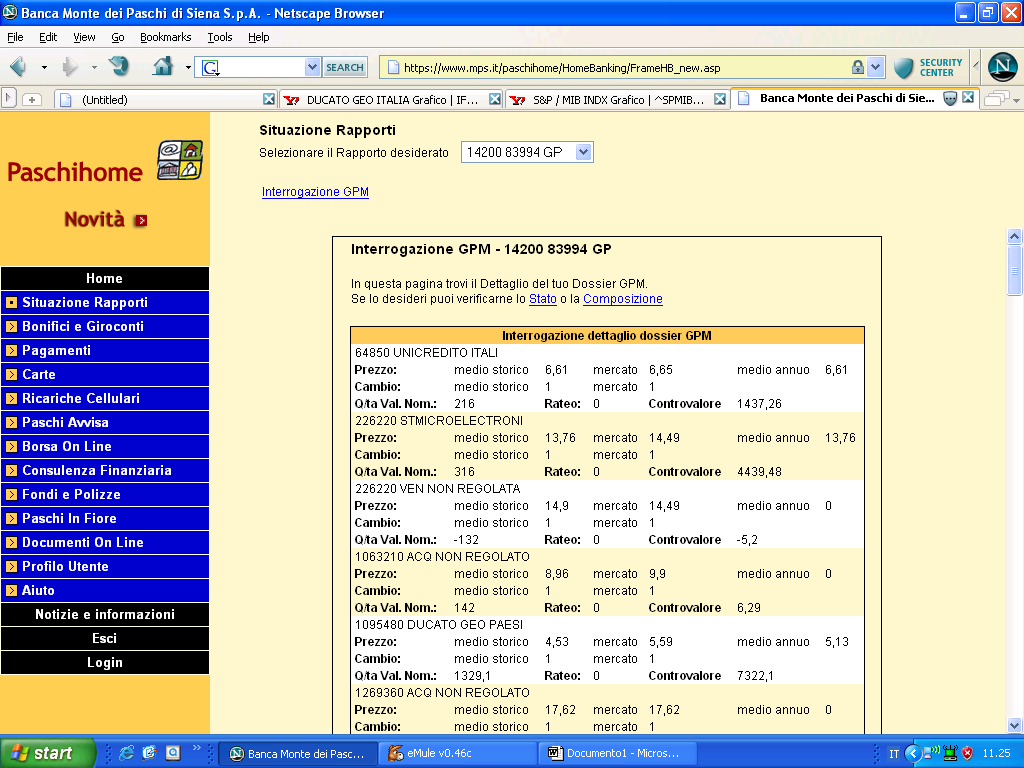 Banca Monte dei Paschi di Siena S.p.A. - Netscape Browser
File Edit View Go Bookmarks Tools Help
G SEARCH https://www.mps.it/paschihome/HomeBanking/FrameHB_new.asp SECURITY CENTER N
(Untitled) DUCATO GEO ITALIA Grafico | IF... S&P / MIB INDX Grafico | ^SPMIB... Banca Monte dei Paschi di Sie...
Paschihome
Novità
Home
Situazione Rapporti
Bonifici e Giroconti
Pagamenti
Carte
Ricariche Cellulari
Paschi Avvisa
Borsa On Line
Consulenza Finanziaria
Fondi e Polizze
Paschi In Fiore
Documenti On Line
Profilo Utente
Aiuto
Notizie e informazioni
Esci
Login
Situazione Rapporti
Selezionare il Rapporto desiderato 14200 83994 GP
Interrogazione GPM
Interrogazione GPM - 14200 83994 GP
In questa pagina trovi il Dettaglio del tuo Dossier GPM.
Se lo desideri puoi verificarne lo Stato o la Composizione
Interrogazione dettaglio dossier GPM
64850 UNICREDITO ITALI
Prezzo: medio storico 6,61 mercato 6,65 medio annuo 6,61
Cambio: medio storico 1 mercato 1
Q/ta Val. Nom.: 216 Rateo: 0 Controvalore 1437,26
226220 STMICROELECTRONI
Prezzo: medio storico 13,76 mercato 14,49 medio annuo 13,76
Cambio: medio storico 1 mercato 1
Q/ta Val. Nom.: 316 Rateo: 0 Controvalore 4439,48
226220 VEN NON REGOLATA
Prezzo: medio storico 14,9 mercato 14,49 medio annuo 0
Cambio: medio storico 1 mercato 1
Q/ta Val. Nom.: -132 Rateo: 0 Controvalore -5,2
1063210 ACQ NON REGOLATO
Prezzo: medio storico 8,96 mercato 9,9 medio annuo 0
Cambio: medio storico 1 mercato 1
Q/ta Val. Nom.: 142 Rateo: 0 Controvalore 6,29
1095480 DUCATO GEO PAESI
Prezzo: medio storico 4,53 mercato 5,59 medio annuo 5,13
Cambio: medio storico 1 mercato 1
Q/ta Val. Nom.: 1329,1 Rateo: 0 Controvalore 7322,1
1269360 ACQ NON REGOLATO
Prezzo: medio storico 17,62 mercato 17,62 medio annuo 0
Cambio: medio storico 1 mercato 1
start Banca Monte dei Pasc... eMule v0.46c Documento1 - Micros... IT 11.25